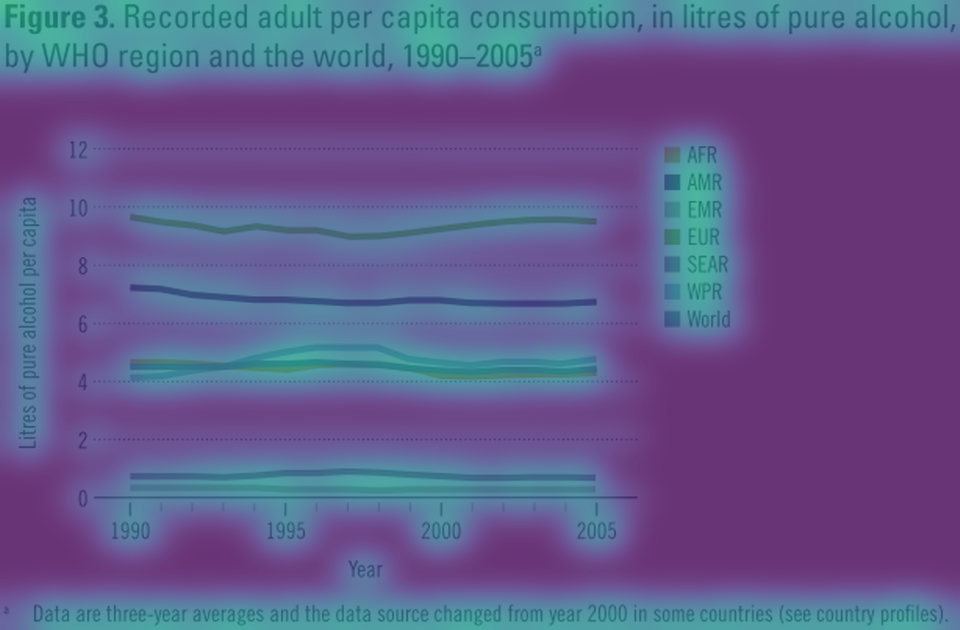 Figure 3. Recorded adult per capita consumption, in litres of pure alcohol,
by WHO region and the world, 1990–2005ª
Litres of pure alcohol per capita
12
10
8
6
4
2
0
1990 1995 2000 2005
Year
AFR
AMR
EMR
EUR
SEAR
WPR
World
ª Data are three-year averages and the data source changed from year 2000 in some countries (see country profiles).